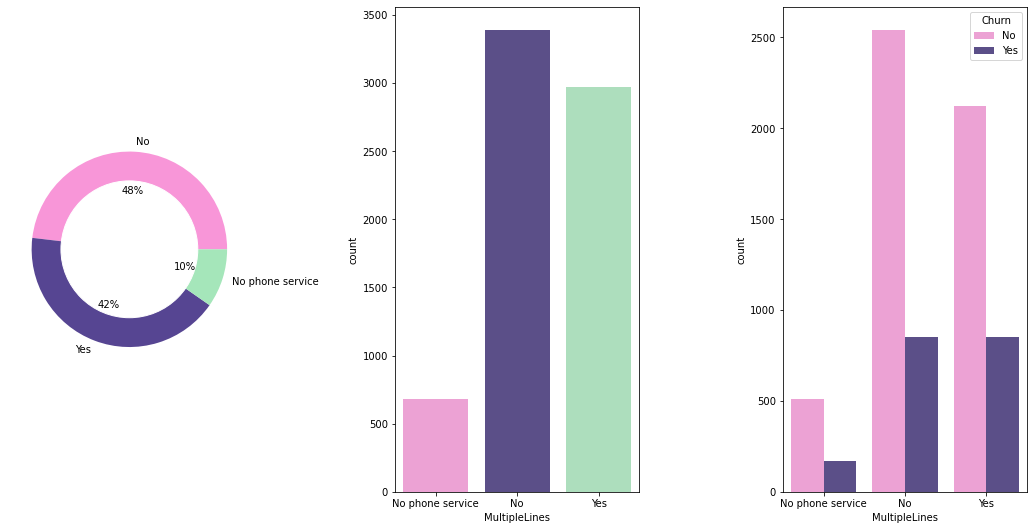 No
48%
10%
No phone service
42%
Yes
3500
3000
2500
2000
1500
1000
500
0
count
No phone service No Yes
MultipleLines
2500
2000
1500
1000
500
0
count
Churn
No
Yes
No phone service No Yes
MultipleLines